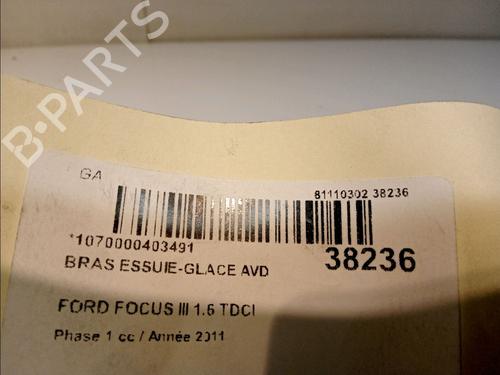 B-PARTS
GA
81110302 38236
*1070000403491
38236
BRAS ESSUIE-GLACE AVD
FORD FOCUS III 1.6 TDCI
Phase 1 cc / Année 2011